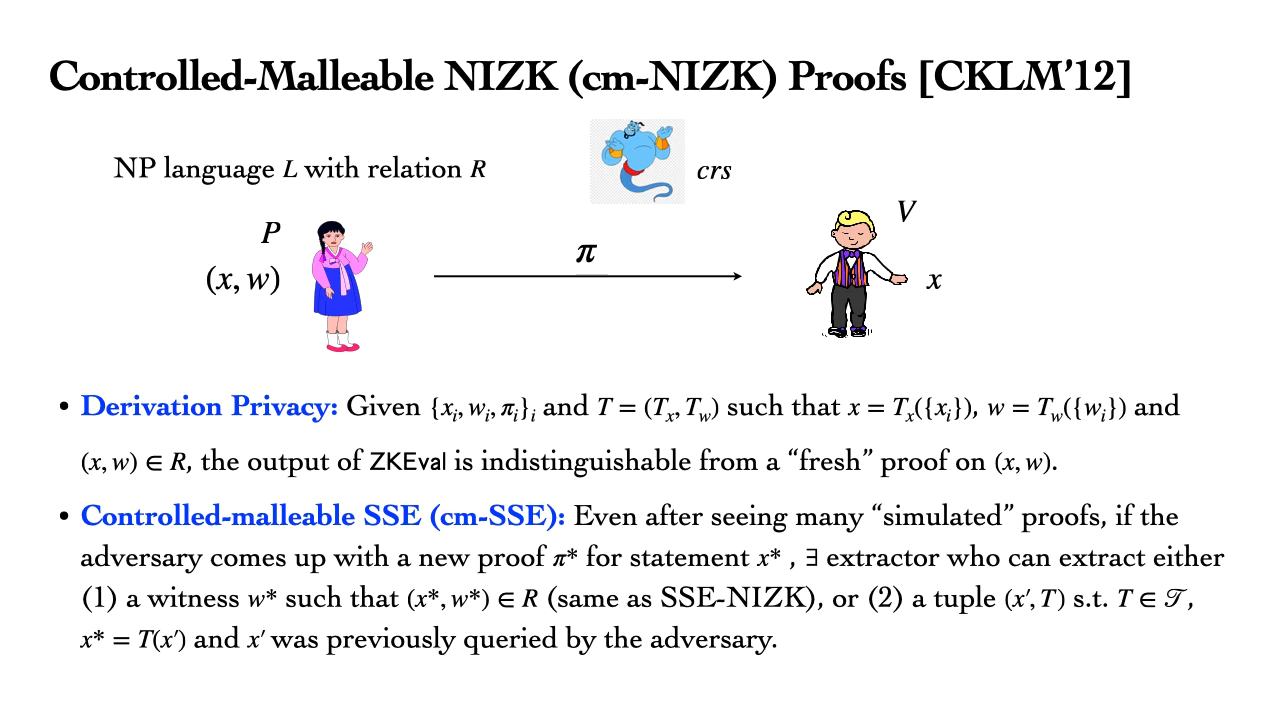 Controlled-Malleable NIZK (cm-NIZK) Proofs [CKLM’12]
NP language L with relation R
crs
P
V
π
(x, w)
x
• Derivation Privacy: Given {xᵢ, wᵢ, πᵢ}ᵢ and T = (Tₓ, T_w) such that x = Tₓ({xᵢ}), w = T_w({wᵢ}) and
(x, w) ∈ R, the output of ZKEval is indistinguishable from a “fresh” proof on (x, w).
• Controlled-malleable SSE (cm-SSE): Even after seeing many “simulated” proofs, if the
adversary comes up with a new proof π* for statement x* , ∃ extractor who can extract either
(1) a witness w* such that (x*, w*) ∈ R (same as SSE-NIZK), or (2) a tuple (x′, T) s.t. T ∈ 𝒯,
x* = T(x′) and x′ was previously queried by the adversary.